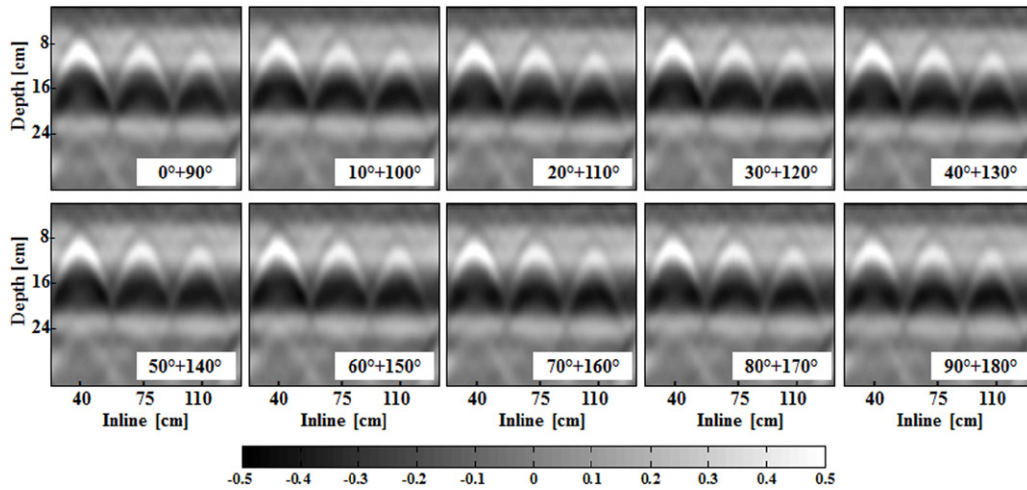 Depth [cm]
8
16
24
0°+90°
10°+100°
20°+110°
30°+120°
40°+130°
Depth [cm]
8
16
24
50°+140°
60°+150°
70°+160°
80°+170°
90°+180°
40 75 110
40 75 110
40 75 110
40 75 110
40 75 110
Inline [cm]
Inline [cm]
Inline [cm]
Inline [cm]
Inline [cm]
-0.5 -0.4 -0.3 -0.2 -0.1 0 0.1 0.2 0.3 0.4 0.5